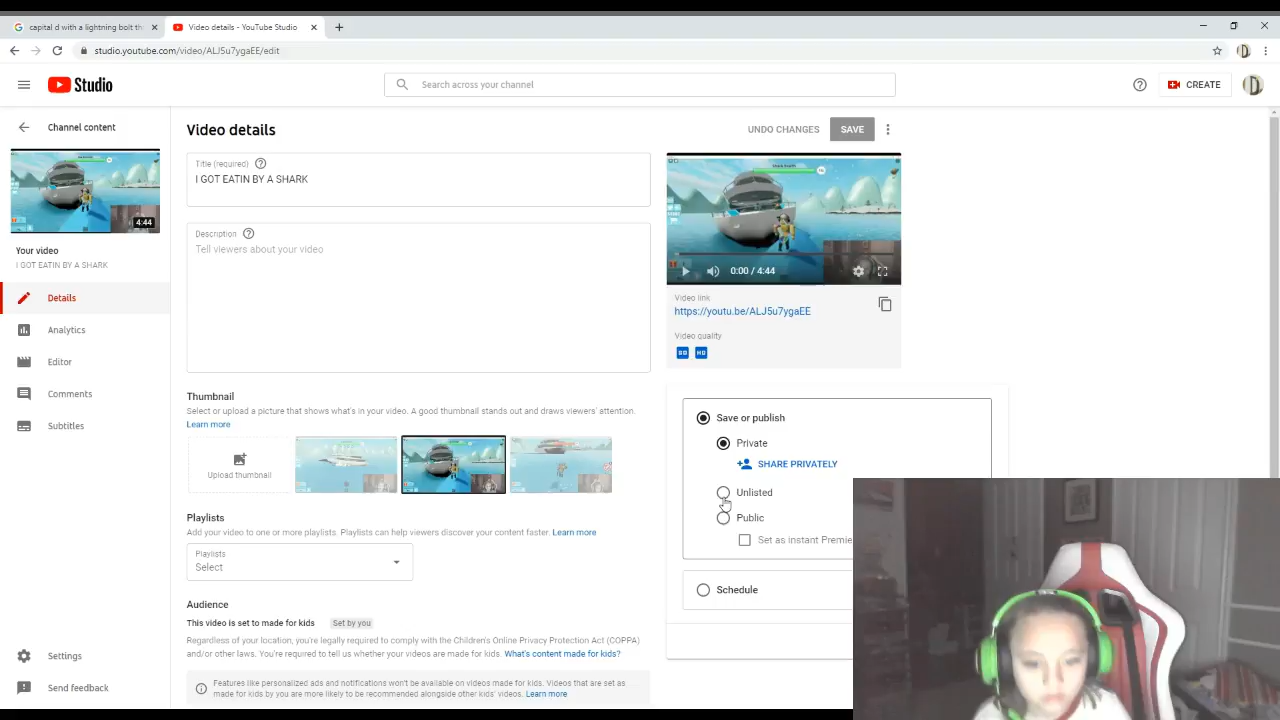 capital d with a lightning bolt th
Video details - YouTube Studio
studio.youtube.com/video/ALJ5u7ygaEE/edit
Studio
Search across your channel
CREATE
Channel content
Video details
UNDO CHANGES
SAVE
Title (required)
I GOT EATIN BY A SHARK
4:44
Description
Tell viewers about your video
Your video
I GOT EATIN BY A SHARK
0:00 / 4:44
Details
Video link
https://youtu.be/ALJ5u7ygaEE
Analytics
Video quality
SD HD
Editor
Comments
Thumbnail
Select or upload a picture that shows what's in your video. A good thumbnail stands out and draws viewers' attention.
Learn more
Subtitles
Upload thumbnail
Save or publish
Private
SHARE PRIVATELY
Unlisted
Public
Set as instant Premie
Playlists
Add your video to one or more playlists. Playlists can help viewers discover your content faster. Learn more
Playlists
Select
Schedule
Audience
This video is set to made for kids Set by you
Regardless of your location, you're legally required to comply with the Children's Online Privacy Protection Act (COPPA)
and/or other laws. You're required to tell us whether your videos are made for kids. What's content made for kids?
Settings
Send feedback
Features like personalized ads and notifications won't be available on videos made for kids. Videos that are set as
made for kids by you are more likely to be recommended alongside other kids' videos. Learn more